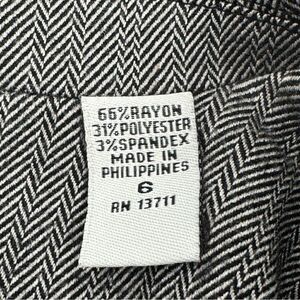 66%RAYON
31%POLYESTER
3%SPANDEX
MADE IN
PHILIPPINES
6
RN 13711